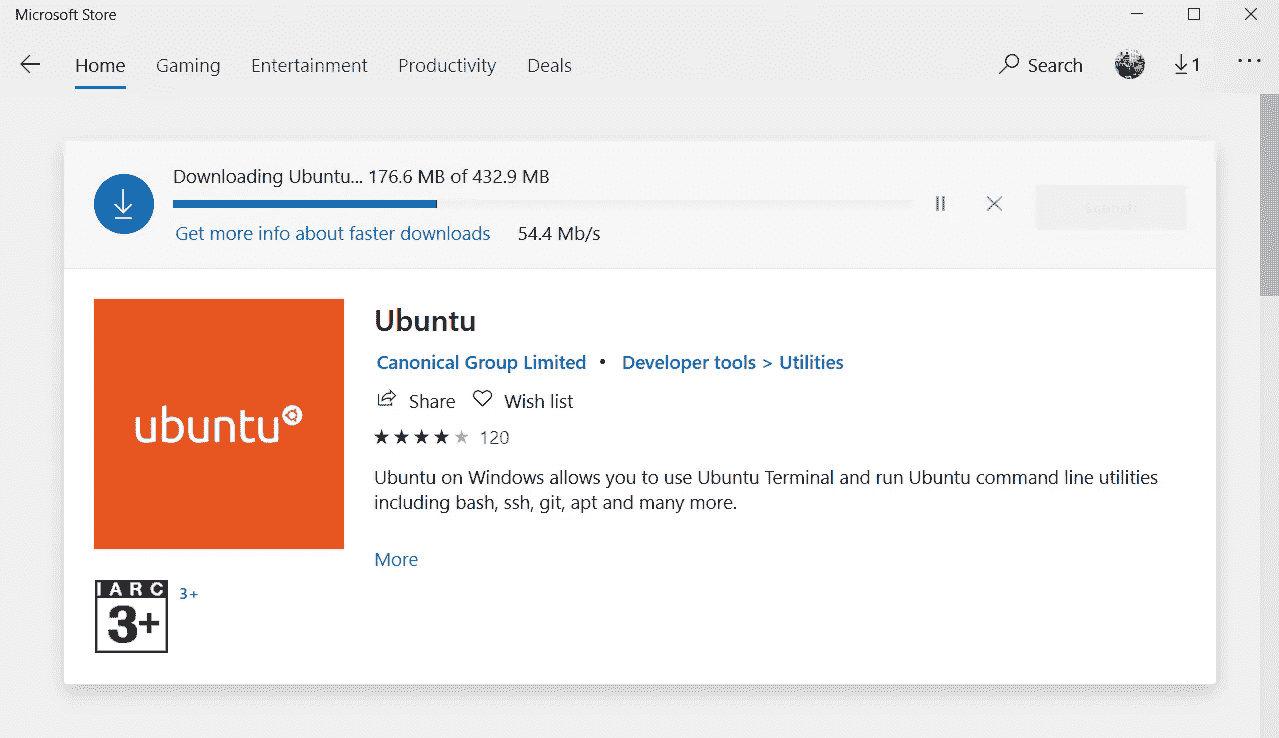 Microsoft Store
Home Gaming Entertainment Productivity Deals Search 1
Downloading Ubuntu... 176.6 MB of 432.9 MB
Get more info about faster downloads 54.4 Mb/s
ubuntu
Ubuntu
Canonical Group Limited • Developer tools > Utilities
Share Wish list
120
Ubuntu on Windows allows you to use Ubuntu Terminal and run Ubuntu command line utilities
including bash, ssh, git, apt and many more.
More
IARC
3+
3+